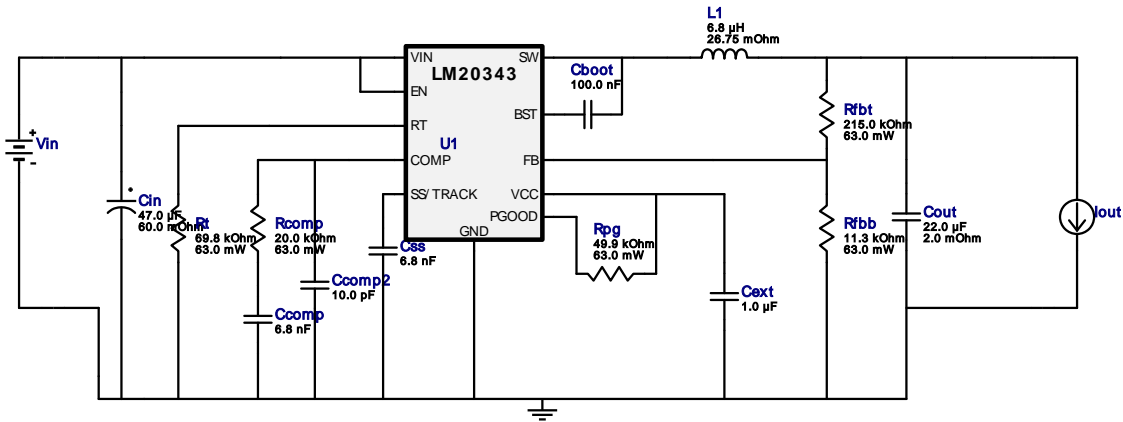 L1
6.8 µH
26.75 mOhm
VIN
SW
LM20343
Cboot
100.0 nF
EN
BST
Rfbt
215.0 kOhm
63.0 mW
RT
U1
+
Vin
-
COMP
FB
SS/TRACK
VCC
Cin
47.0 µF
60.0 mOhm
Rt
69.8 kOhm
63.0 mW
Rcomp
20.0 kOhm
63.0 mW
PGOOD
GND
Rpg
49.9 kOhm
63.0 mW
Rfbb
11.3 kOhm
63.0 mW
Cout
22.0 µF
2.0 mOhm
Iout
Css
6.8 nF
Ccomp2
10.0 pF
Cext
1.0 µF
Ccomp
6.8 nF